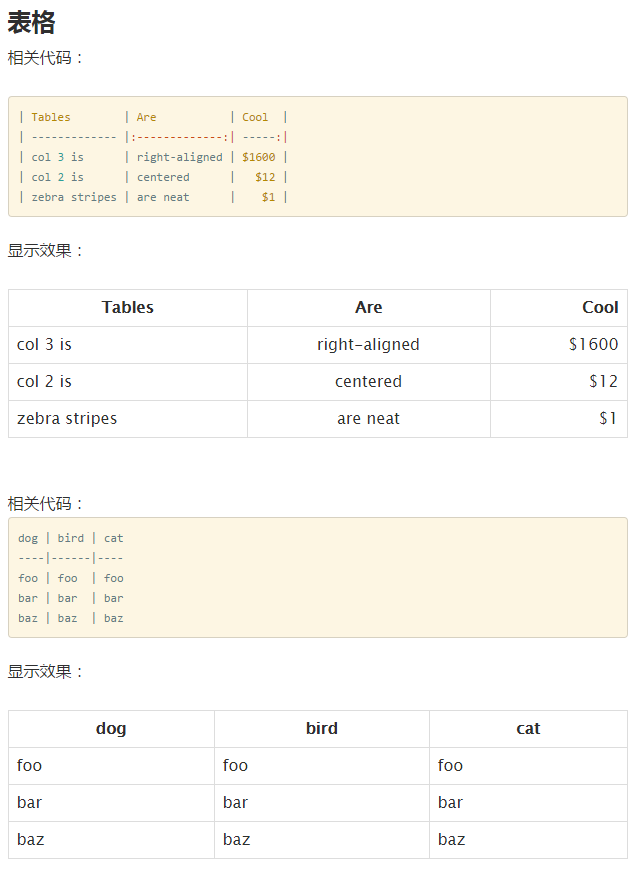 表格
相关代码：
| Tables        | Are           | Cool  |
| ------------- |:-------------:| -----:|
| col 3 is      | right-aligned | $1600 |
| col 2 is      | centered      |   $12 |
| zebra stripes | are neat      |    $1 |
显示效果：
Tables Are Cool
col 3 is right-aligned $1600
col 2 is centered $12
zebra stripes are neat $1
相关代码：
dog | bird | cat
----|------|----
foo | foo  | foo
bar | bar  | bar
baz | baz  | baz
显示效果：
dog bird cat
foo foo foo
bar bar bar
baz baz baz